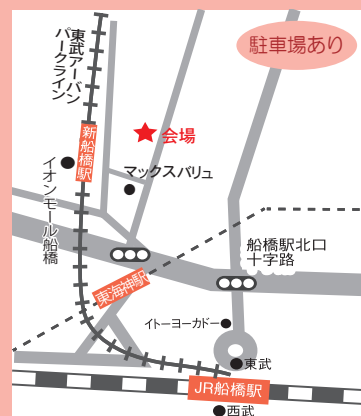 駐車場あり
東武アーバン
パークライン
新船橋駅
会場
マックスバリュ
イオンモール船橋
船橋駅北口
十字路
東海神駅
イトーヨーカドー
東武
JR船橋駅
西武